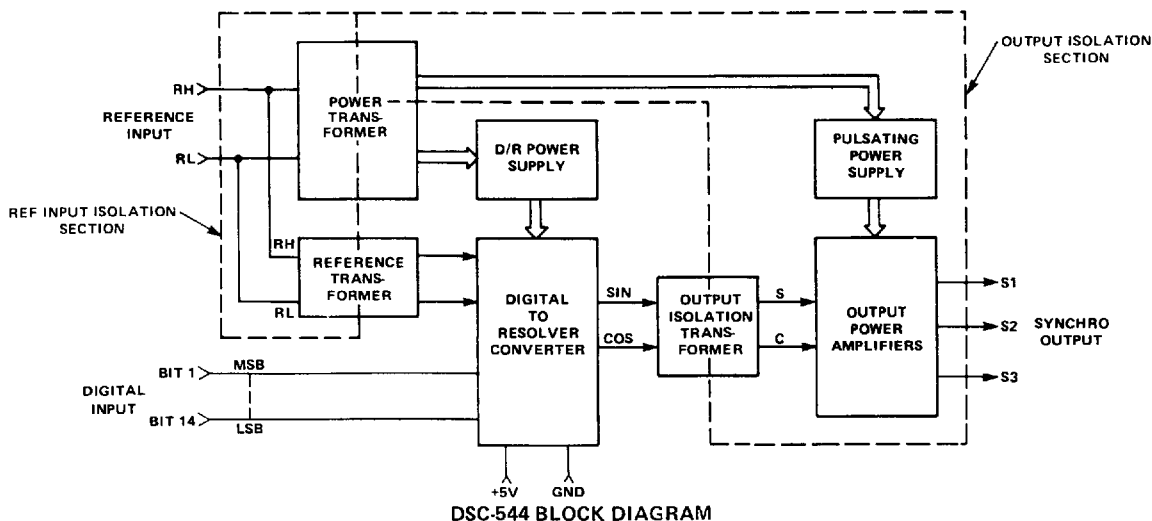 OUTPUT ISOLATION
SECTION
RH
REFERENCE
INPUT
RL
POWER
TRANS-
FORMER
D/R POWER
SUPPLY
PULSATING
POWER
SUPPLY
REF INPUT ISOLATION
SECTION
RH
RL
REFERENCE
TRANS-
FORMER
DIGITAL
TO
RESOLVER
CONVERTER
SIN
COS
OUTPUT
ISOLATION
TRANS-
FORMER
S
C
OUTPUT
POWER
AMPLIFIERS
S1
S2
S3
SYNCHRO
OUTPUT
BIT 1
MSB
DIGITAL
INPUT
BIT 14
LSB
+5V
GND
DSC-544 BLOCK DIAGRAM